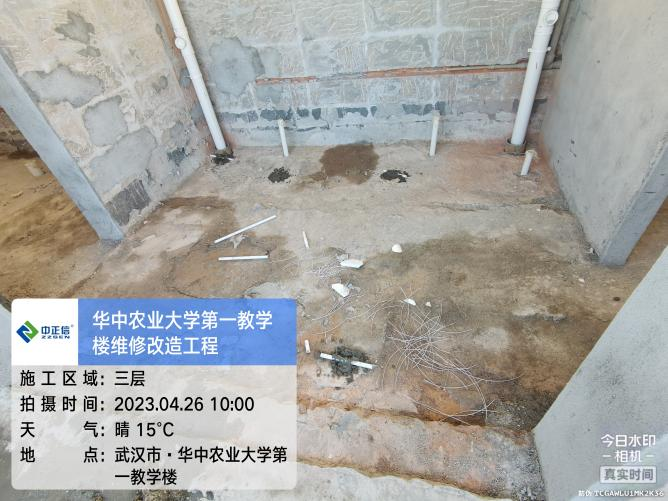 中正信®
ZZSEN
华中农业大学第一教学
楼维修改造工程
施工区域：三层
拍摄时间：2023.04.26 10:00
天气：晴 15°C
地点：武汉市·华中农业大学第
一教学楼
今日水印
-相机-
真实时间
防伪 TCGAWLU1MK2K36